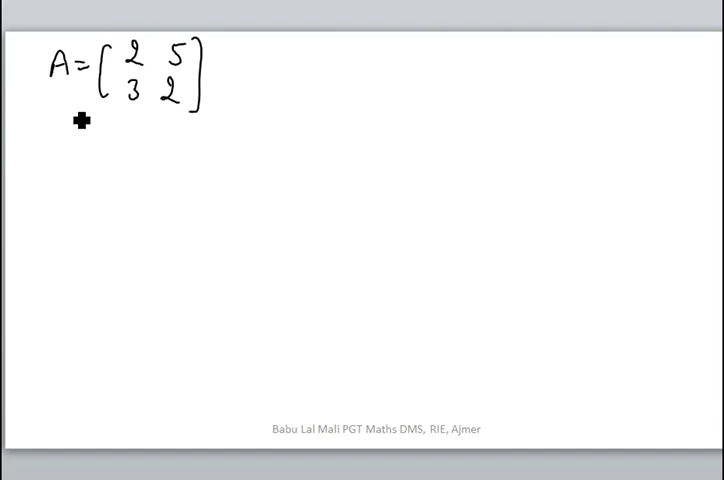 A = [ 2 5
3 2 ]
Babu Lal Mali PGT Maths DMS, RIE, Ajmer